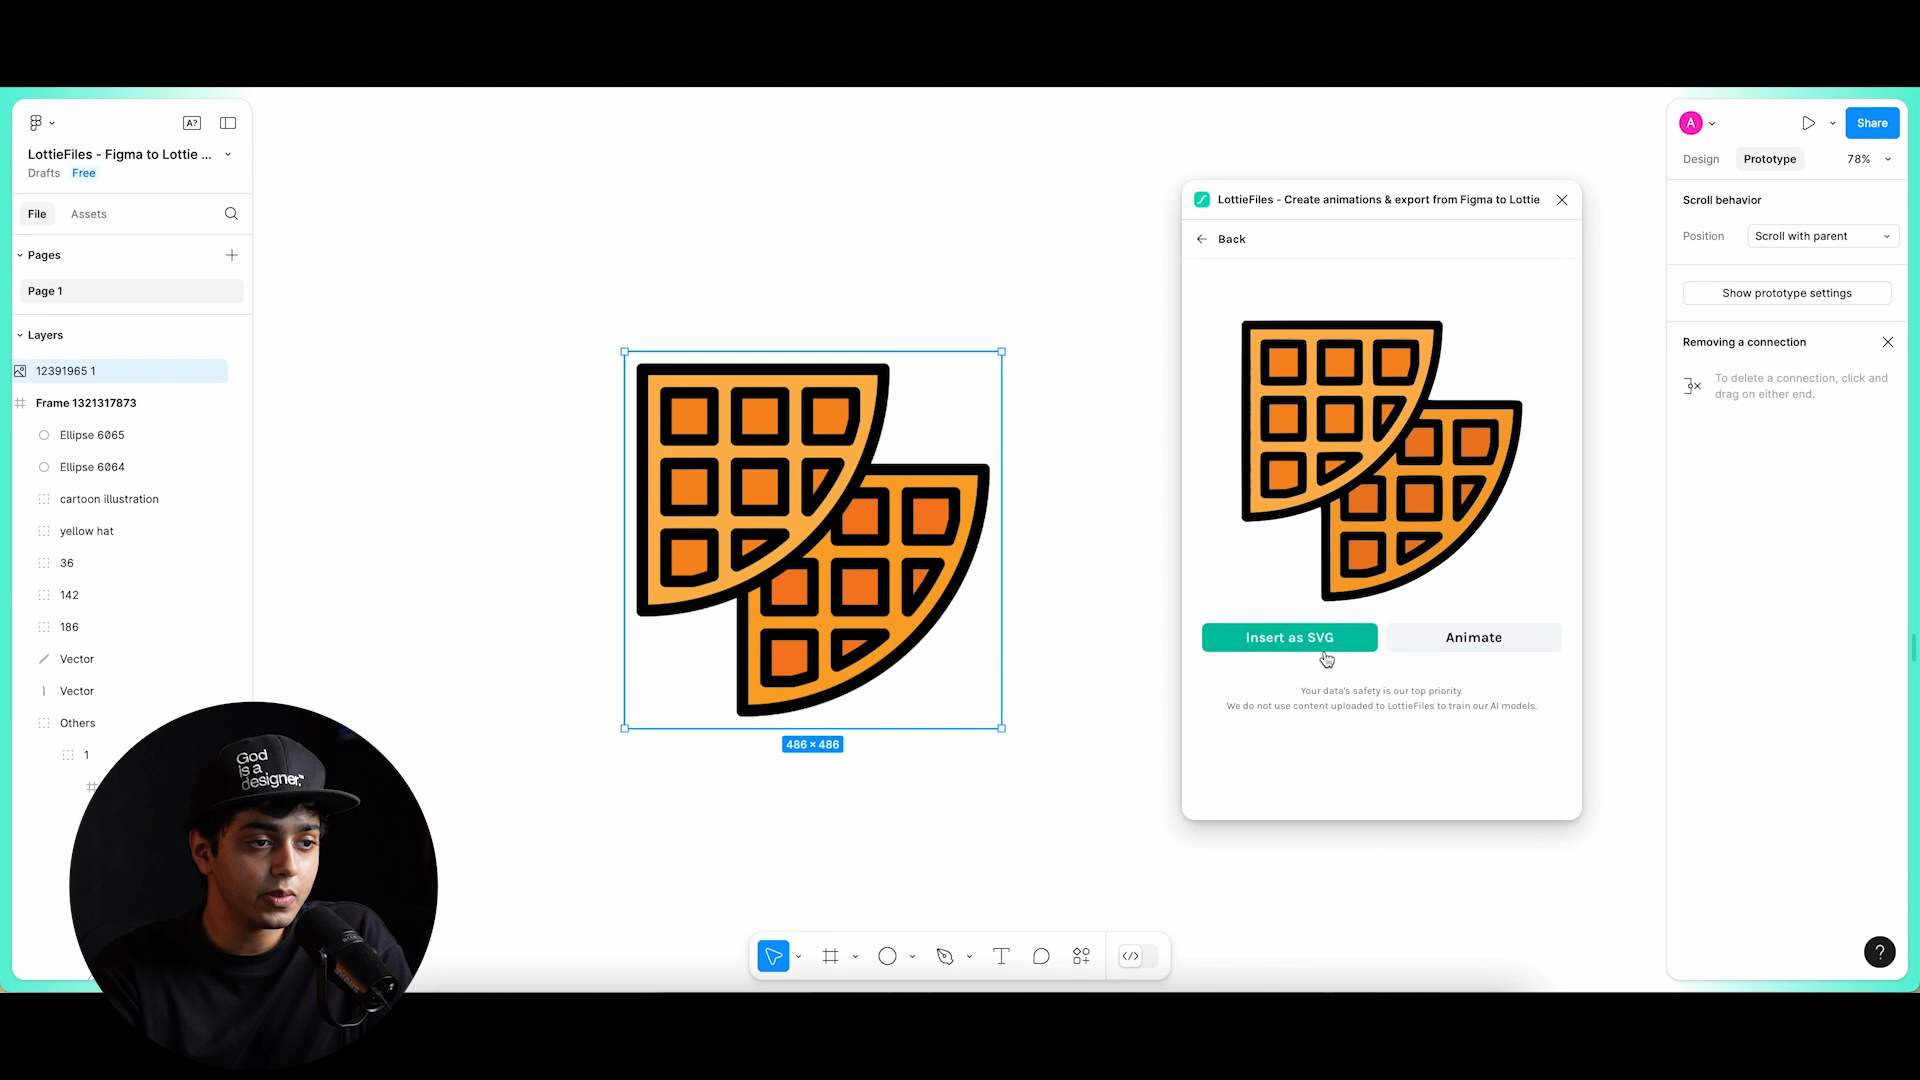 A?
LottieFiles - Figma to Lottie ...
Drafts Free
File Assets
Pages
Page 1
Layers
12391965 1
Frame 1321317873
Ellipse 6065
Ellipse 6064
cartoon illustration
yellow hat
36
142
186
Vector
Vector
Others
1
God
is a
designer.
486 × 486
LottieFiles - Create animations & export from Figma to Lottie
Back
Insert as SVG
Animate
Your data's safety is our top priority.
We do not use content uploaded to LottieFiles to train our AI models.
A
Share
Design Prototype 78%
Scroll behavior
Position Scroll with parent
Show prototype settings
Removing a connection
To delete a connection, click and
drag on either end.
?